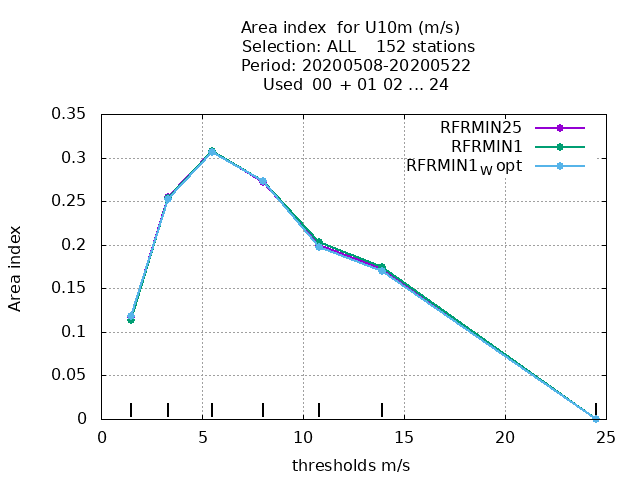 Area index  for U10m (m/s)
Selection: ALL    152 stations
Period: 20200508-20200522
Used  00  + 01 02 ... 24
RFRMIN25
RFRMIN1
RFRMIN1W opt
0.35
0.3
0.25
0.2
0.15
0.1
0.05
0
Area index
0 5 10 15 20 25
thresholds m/s